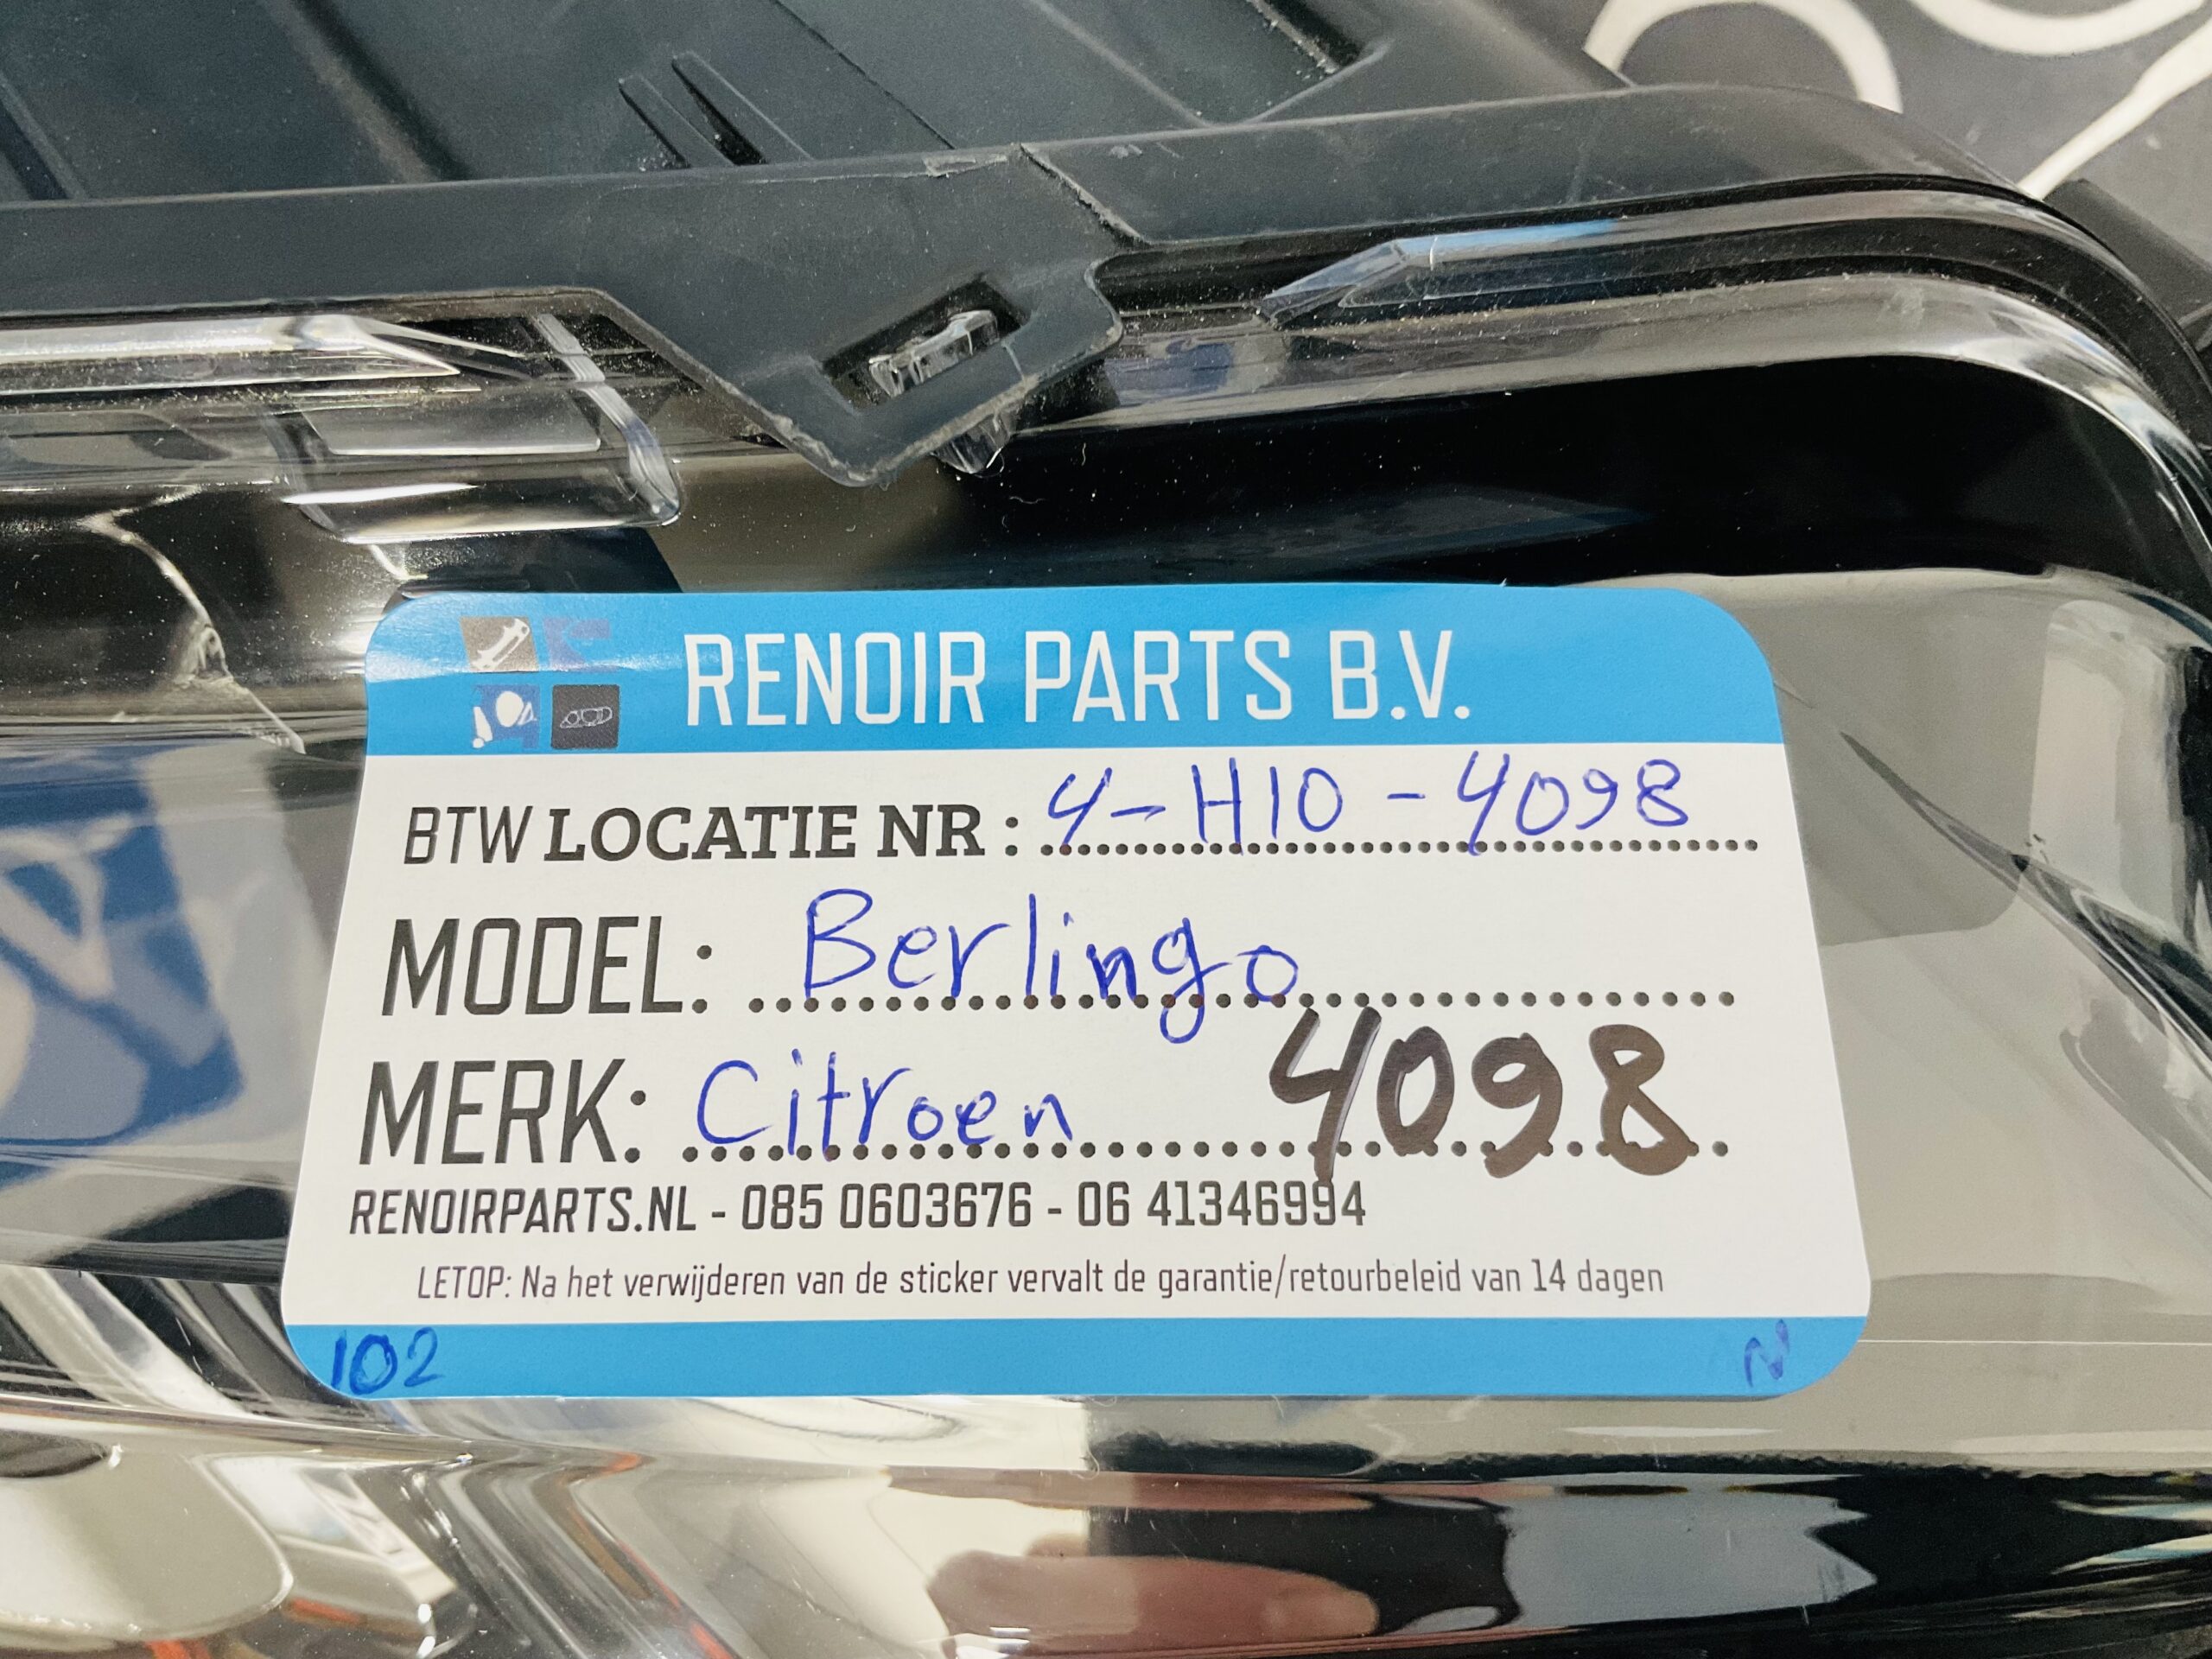 RENOIR PARTS B.V.
BTW LOCATIE NR : 4-H10-4098
MODEL: Berlingo
MERK: Citroen 4098
RENOIRPARTS.NL - 085 0603676 - 06 41346994
LETOP: Na het verwijderen van de sticker vervalt de garantie/retourbeleid van 14 dagen
102 N